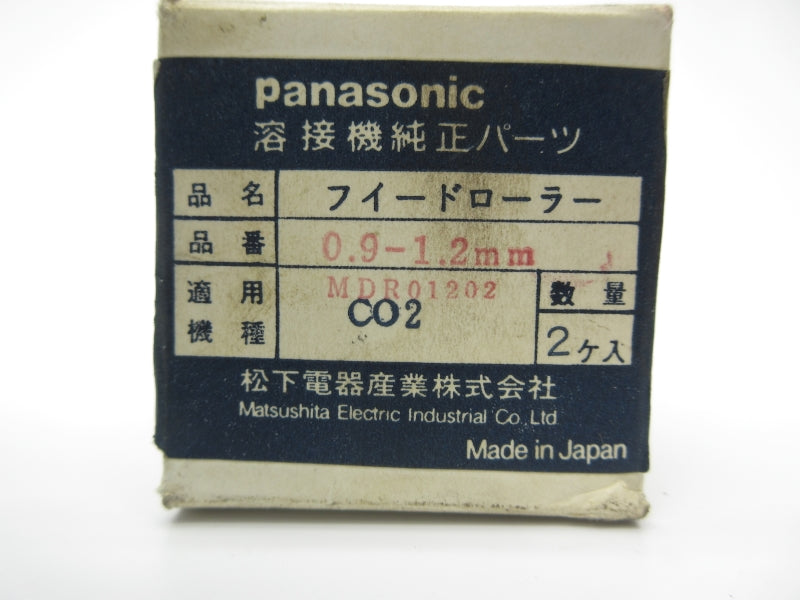 panasonic
溶接機純正パーツ
品名 フイードローラー
品番 0.9-1.2mm
MDR01202
適用機種 CO2
数量
2ケ入
松下電器産業株式会社
Matsushita Electric Industrial Co.,Ltd.
Made in Japan